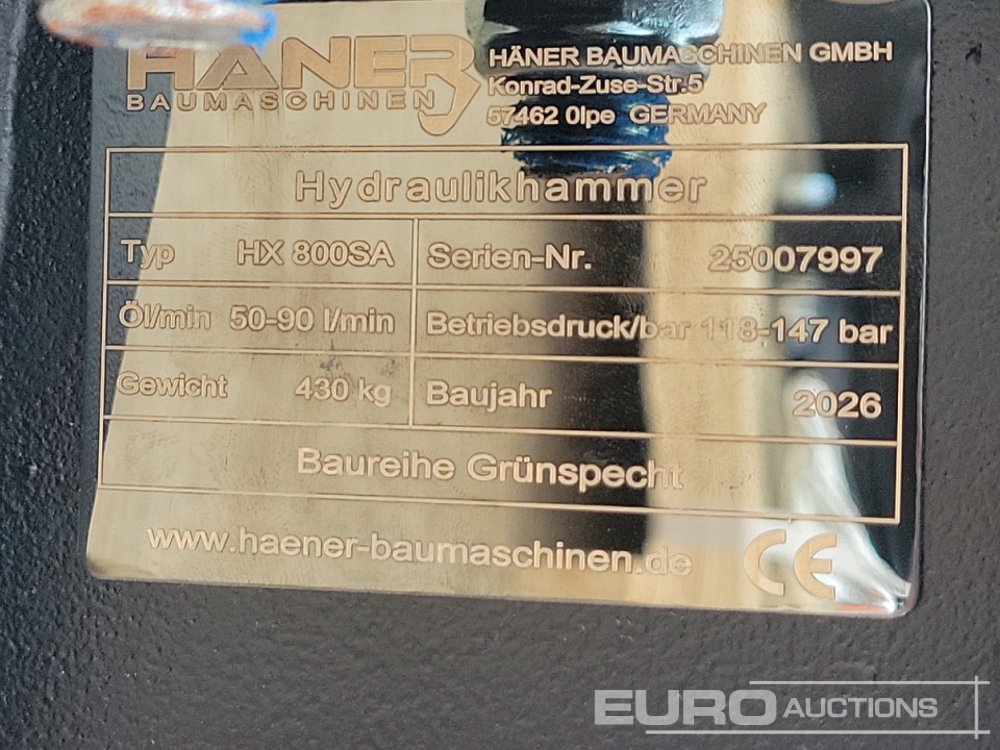 HÄNER
BAUMASCHINEN
HÄNER BAUMASCHINEN GMBH
Konrad-Zuse-Str.5
57462 Olpe GERMANY
Hydraulikhammer
Typ HX 800SA Serien-Nr. 25007997
Öl/min 50-90 l/min Betriebsdruck/bar 118-147 bar
Gewicht 430 kg Baujahr 2026
Baureihe Grünspecht
www.haener-baumaschinen.de CE
EURO AUCTIONS